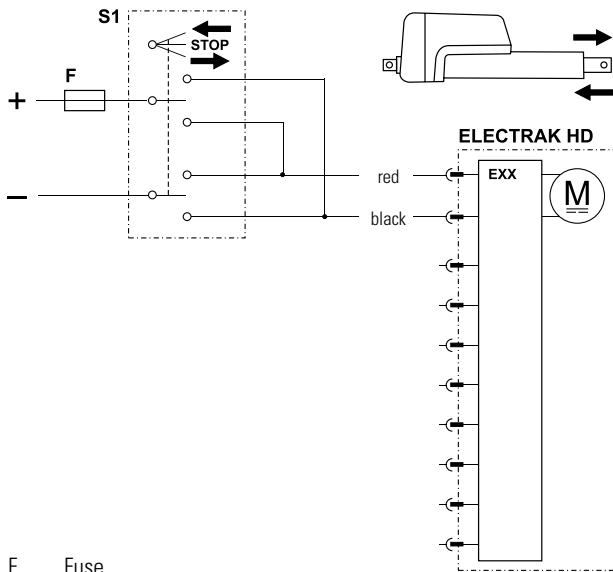 S1
STOP
F
+
–
ELECTRAK HD
EXX
M
red
black
F Fuse